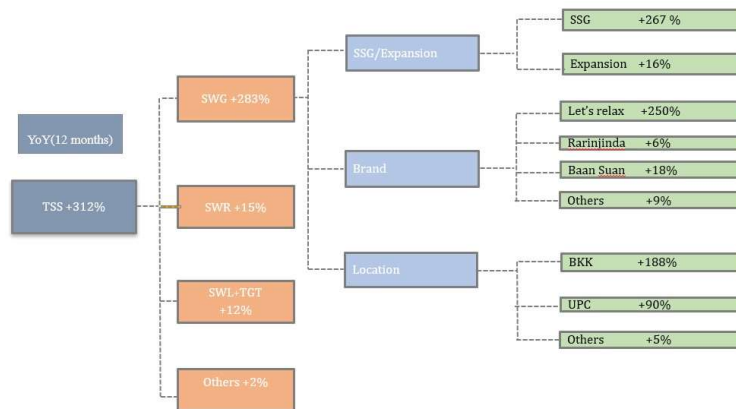 YoY(12 months)
TSS +312%
SWG +283%
SWR +15%
SWL+TGT
+12%
Others +2%
SSG/Expansion
Brand
Location
SSG +267 %
Expansion +16%
Let's relax +250%
Rarinjinda +6%
Baan Suan +18%
Others +9%
BKK +188%
UPC +90%
Others +5%